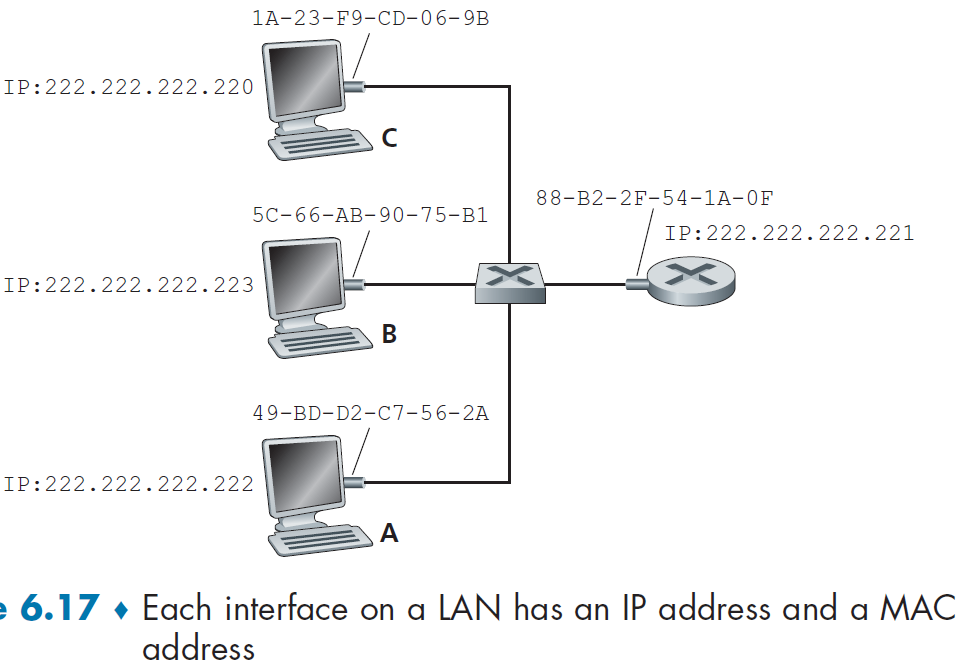 1A-23-F9-CD-06-9B
IP:222.222.222.220
C
88-B2-2F-54-1A-0F
5C-66-AB-90-75-B1
IP:222.222.222.221
IP:222.222.222.223
B
49-BD-D2-C7-56-2A
IP:222.222.222.222
A
e 6.17 ♦ Each interface on a LAN has an IP address and a MAC
address